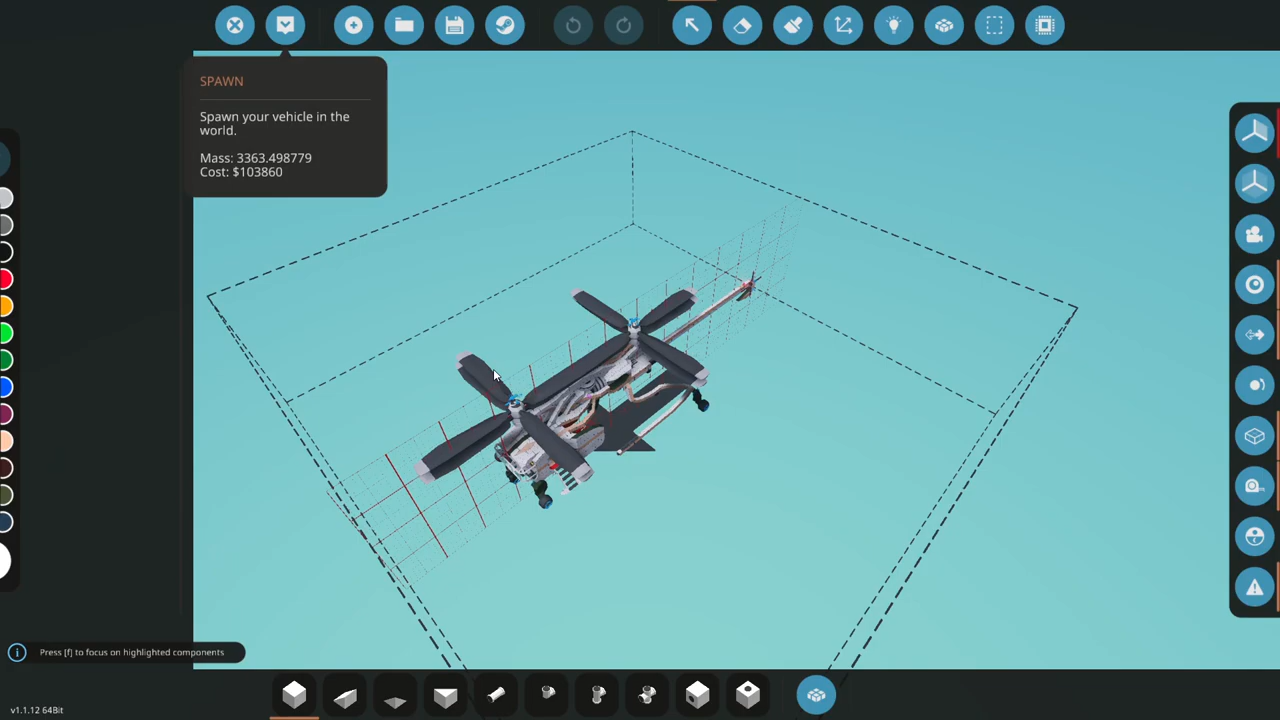 SPAWN
Spawn your vehicle in the
world.
Mass: 3363.498779
Cost: $103860
Press [f] to focus on highlighted components
v1.1.12 64Bit